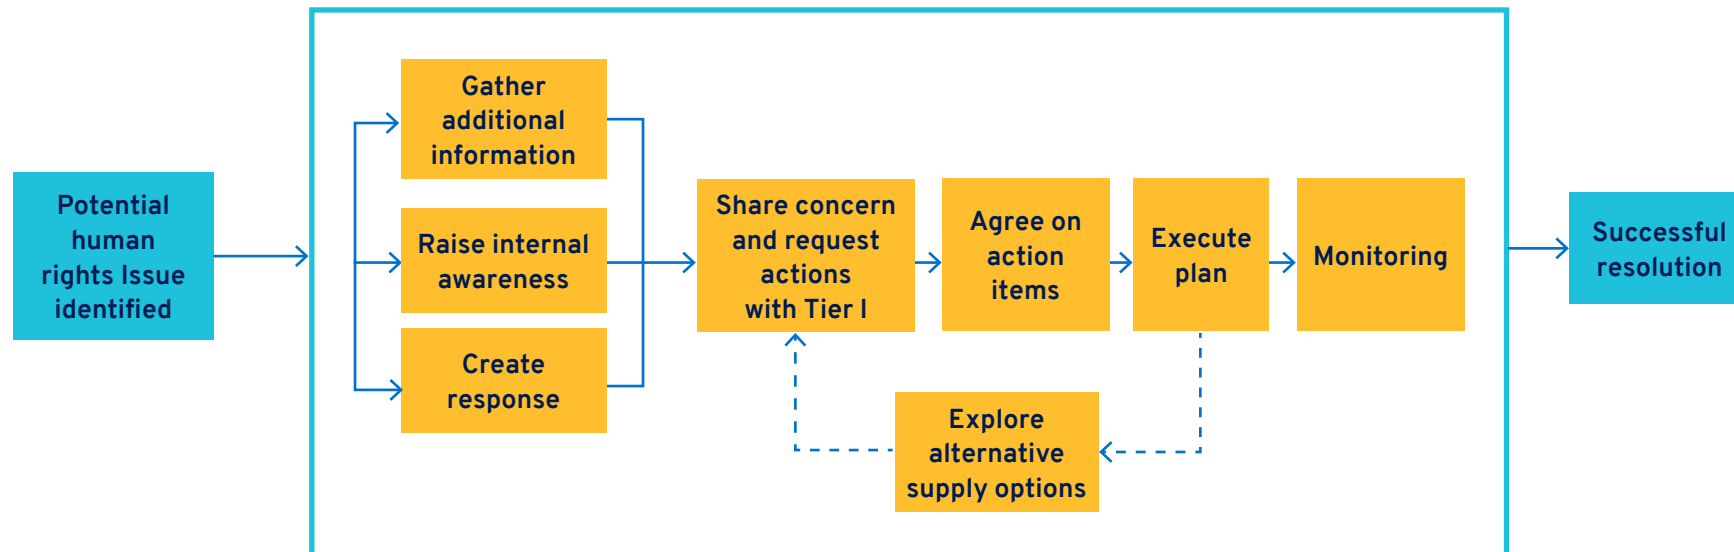 Potential
human
rights Issue
identified
Gather
additional
information
Raise internal
awareness
Create
response
Share concern
and request
actions
with Tier I
Agree on
action
items
Execute
plan
Monitoring
Explore
alternative
supply options
Successful
resolution